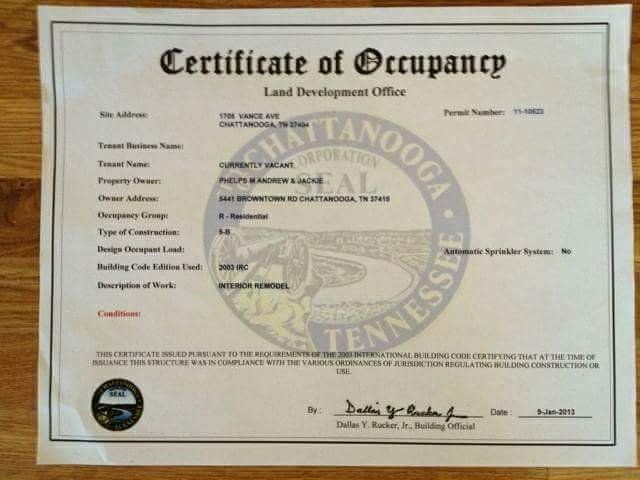 Certificate of Occupancy
Land Development Office
Site Address: 1705 VANCE AVE
CHATTANOOGA, TN 37404
Permit Number: 11-10623
Tenant Business Name:
Tenant Name: CURRENTLY VACANT
Property Owner: PHELPS M ANDREW & JACKIE
Owner Address: 5441 BROWNTOWN RD CHATTANOOGA, TN 37415
Occupancy Group: R - Residential
Type of Construction: 5-B
Design Occupant Load:
Automatic Sprinkler System: No
Building Code Edition Used: 2003 IRC
Description of Work: INTERIOR REMODEL
Conditions:
CHATTANOOGA
CORPORATION
SEAL
TENNESSEE
THIS CERTIFICATE ISSUED PURSUANT TO THE REQUIREMENTS OF THE 2003 INTERNATIONAL BUILDING CODE CERTIFYING THAT AT THE TIME OF
ISSUANCE THIS STRUCTURE WAS IN COMPLIANCE WITH THE VARIOUS ORDINANCES OF JURISDICTION REGULATING BUILDING CONSTRUCTION OR
USE.
CHATTANOOGA
SEAL
TENNESSEE
By: Dallas Y Rucker Jr Date: 9-Jan-2013
Dallas Y. Rucker, Jr., Building Official